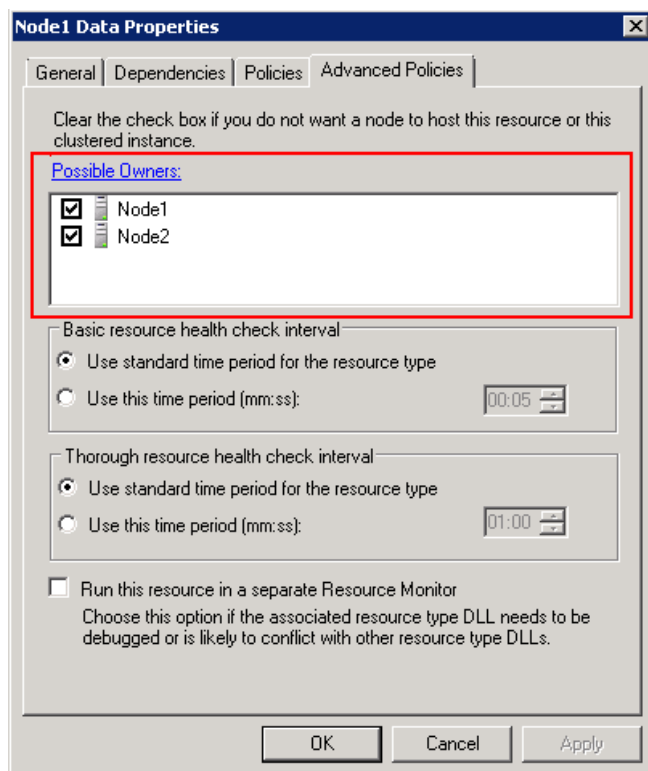 Node1 Data Properties
General
Dependencies
Policies
Advanced Policies
Clear the check box if you do not want a node to host this resource or this
clustered instance.
Possible Owners:
Node1
Node2
Basic resource health check interval
Use standard time period for the resource type
Use this time period (mm:ss):
00:05
Thorough resource health check interval
Use standard time period for the resource type
Use this time period (mm:ss):
01:00
Run this resource in a separate Resource Monitor
Choose this option if the associated resource type DLL needs to be
debugged or is likely to conflict with other resource type DLLs.
OK
Cancel
Apply